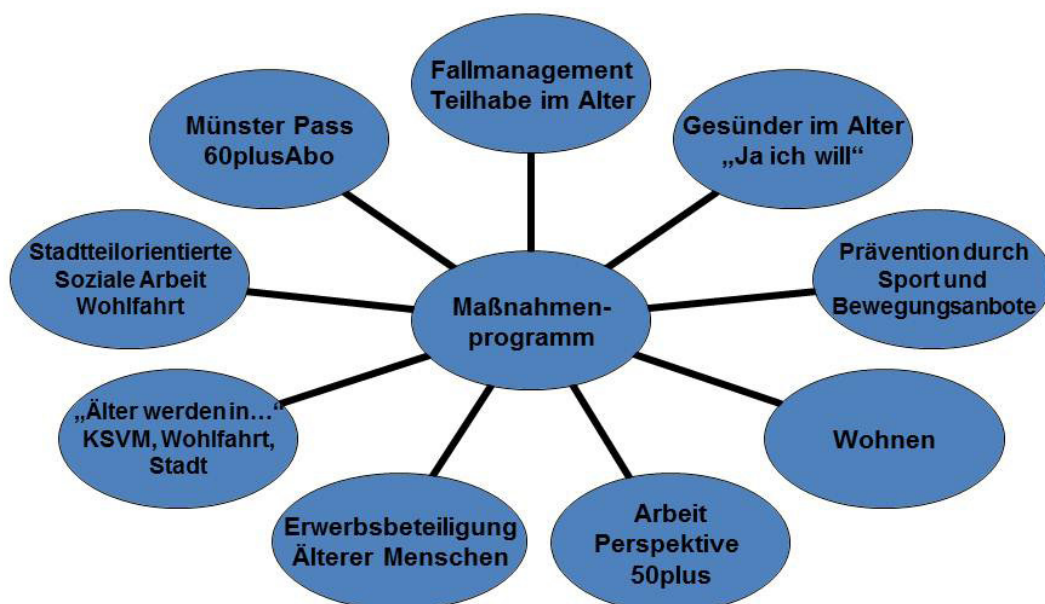 Fallmanagement
Teilhabe im Alter
Münster Pass
60plusAbo
Gesünder im Alter
„Ja ich will“
Stadtteilorientierte
Soziale Arbeit
Wohlfahrt
Prävention durch
Sport und
Bewegungsanbote
Maßnahmen-
programm
„Älter werden in...“
KSVM, Wohlfahrt,
Stadt
Wohnen
Erwerbsbeteiligung
Älterer Menschen
Arbeit
Perspektive
50plus